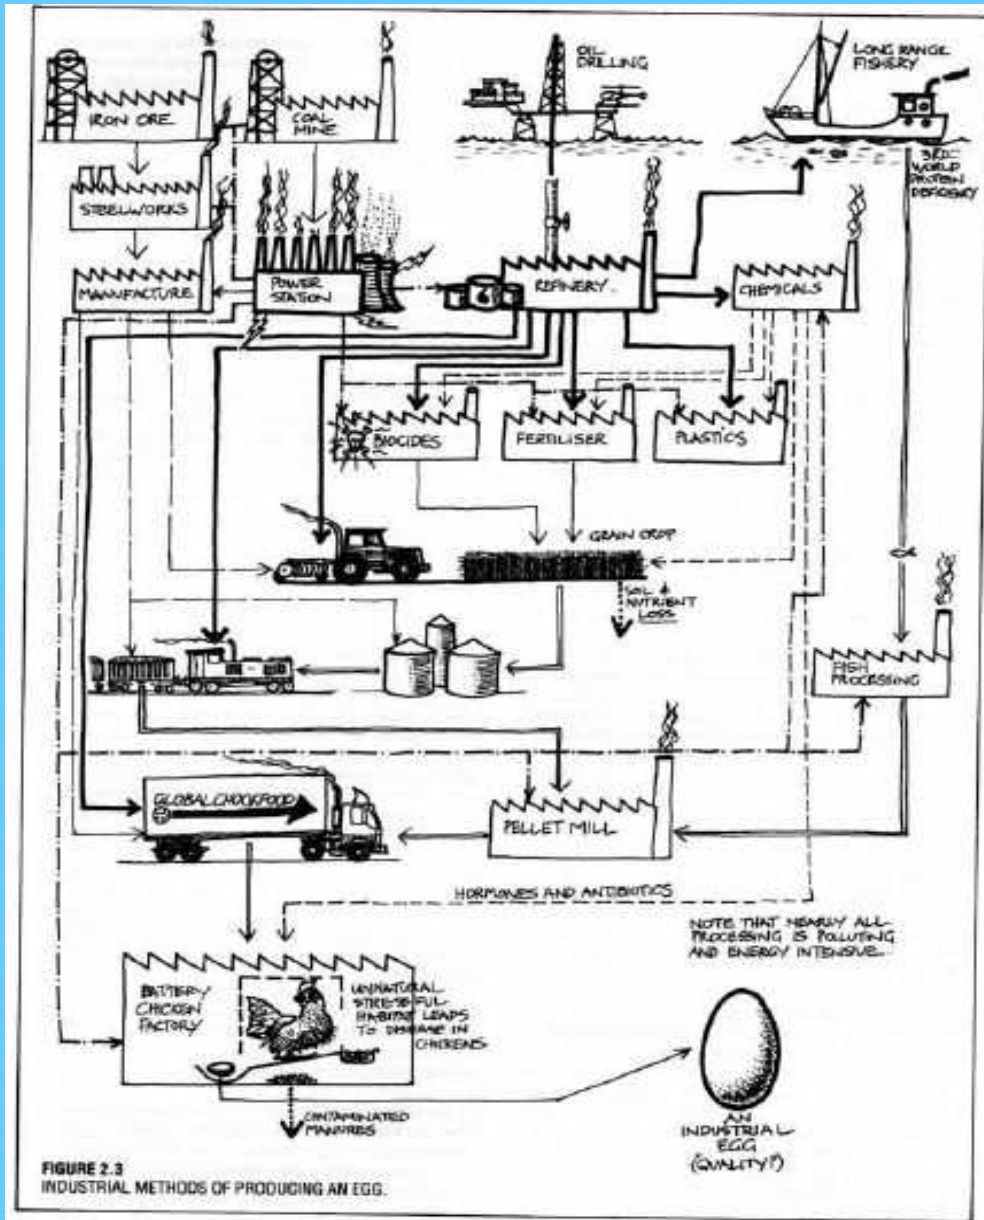 IRON ORE
COAL
MINE
OIL
DRILLING
LONG RANGE
FISHERY
3RD
WORLD
PROTEIN
DEFICIENCY
STEELWORKS
MANUFACTURE
POWER
STATION
6
REFINERY
CHEMICALS
BIOCIDES
FERTILISER
PLASTICS
GRAIN CROP
SOIL &
NUTRIENT
LOSS
FISH
PROCESSING
GLOBAL CHOOKFOOD
PELLET MILL
HORMONES AND ANTIBIOTICS
NOTE THAT NEARLY ALL
PROCESSING IS POLLUTING
AND ENERGY INTENSIVE.
BATTERY
CHICKEN
FACTORY
UNNATURAL
STRESSFUL
HABITAT LEADS
TO DISEASE IN
CHICKENS
CONTAMINATED
MANURES
AN
INDUSTRIAL
EGG
(QUALITY?)
FIGURE 2.3
INDUSTRIAL METHODS OF PRODUCING AN EGG.